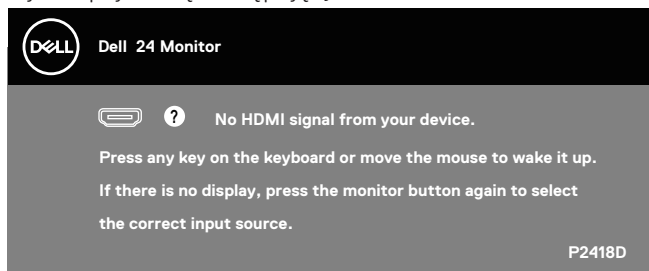 DELL
Dell 24 Monitor
? No HDMI signal from your device.
Press any key on the keyboard or move the mouse to wake it up.
If there is no display, press the monitor button again to select
the correct input source.
P2418D